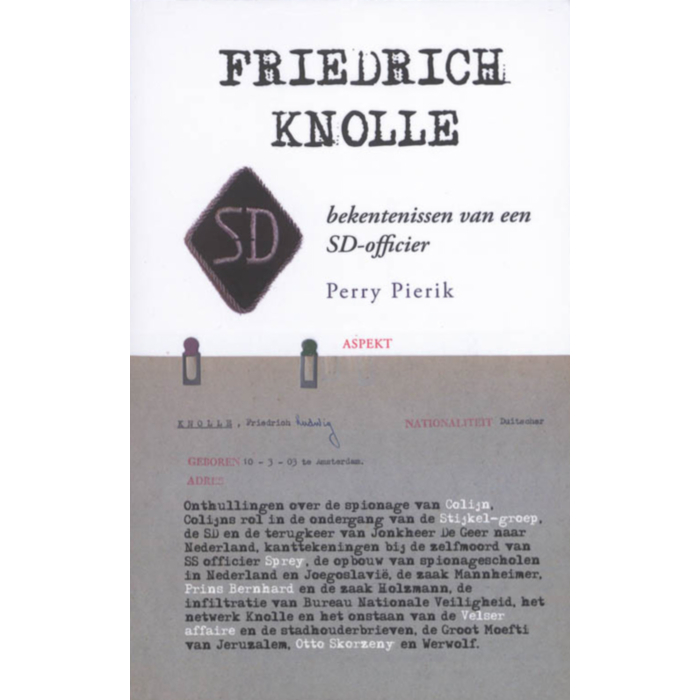 FRIEDRICH
KNOLLE
SD
bekentenissen van een
SD-officier
Perry Pierik
ASPEKT
KNOLLE, Friedrich Ludwig
NATIONALITEIT Duitscher
GEBOREN 10 - 3 - 03 te Amsterdam.
ADRES
Onthullingen over de spionage van Colijn,
Colijns rol in de ondergang van de Stijkel-groep,
de SD en de terugkeer van Jonkheer De Geer naar
Nederland, kanttekeningen bij de zelfmoord van
SS officier Sprey, de opbouw van spionagescholen
in Nederland en Joegoslavië, de zaak Mannheimer,
Prins Bernhard en de zaak Holzmann, de
infiltratie van Bureau Nationale Veiligheid, het
netwerk Knolle en het onstaan van de Velser
affaire en de stadhouderbrieven, de Groot Moefti
van Jeruzalem, Otto Skorzeny en Werwolf.